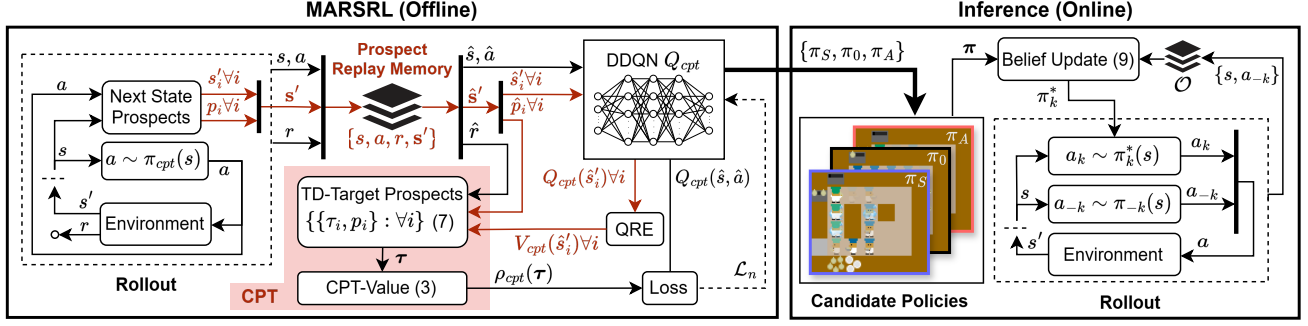 MARSRL (Offline)
Inference (Online)
a
Next State
Prospects
s'_i∀i
p_i∀i
s
a ~ π_cpt(s)
a
s'
r
Environment
Rollout
s, a
s'
r
Prospect
Replay Memory
{s, a, r, s'}
ŝ, â
ŝ'
r̂
ŝ'_i∀i
p̂_i∀i
DDQN Q_cpt
Q_cpt(ŝ'_i)∀i
Q_cpt(ŝ, â)
TD-Target Prospects
{{τ_i, p_i} : ∀i} (7)
V_cpt(ŝ'_i)∀i
QRE
τ
CPT
CPT-Value (3)
ρ_cpt(τ)
Loss
ℒ_n
{π_S, π_0, π_A}
π_A
π_0
π_S
Candidate Policies
π
Belief Update (9)
𝒪
{s, a_{-k}}
π*_k
a_k ~ π*_k(s)
a_k
s
a_{-k} ~ π_{-k}(s)
a_{-k}
s'
Environment
a
Rollout